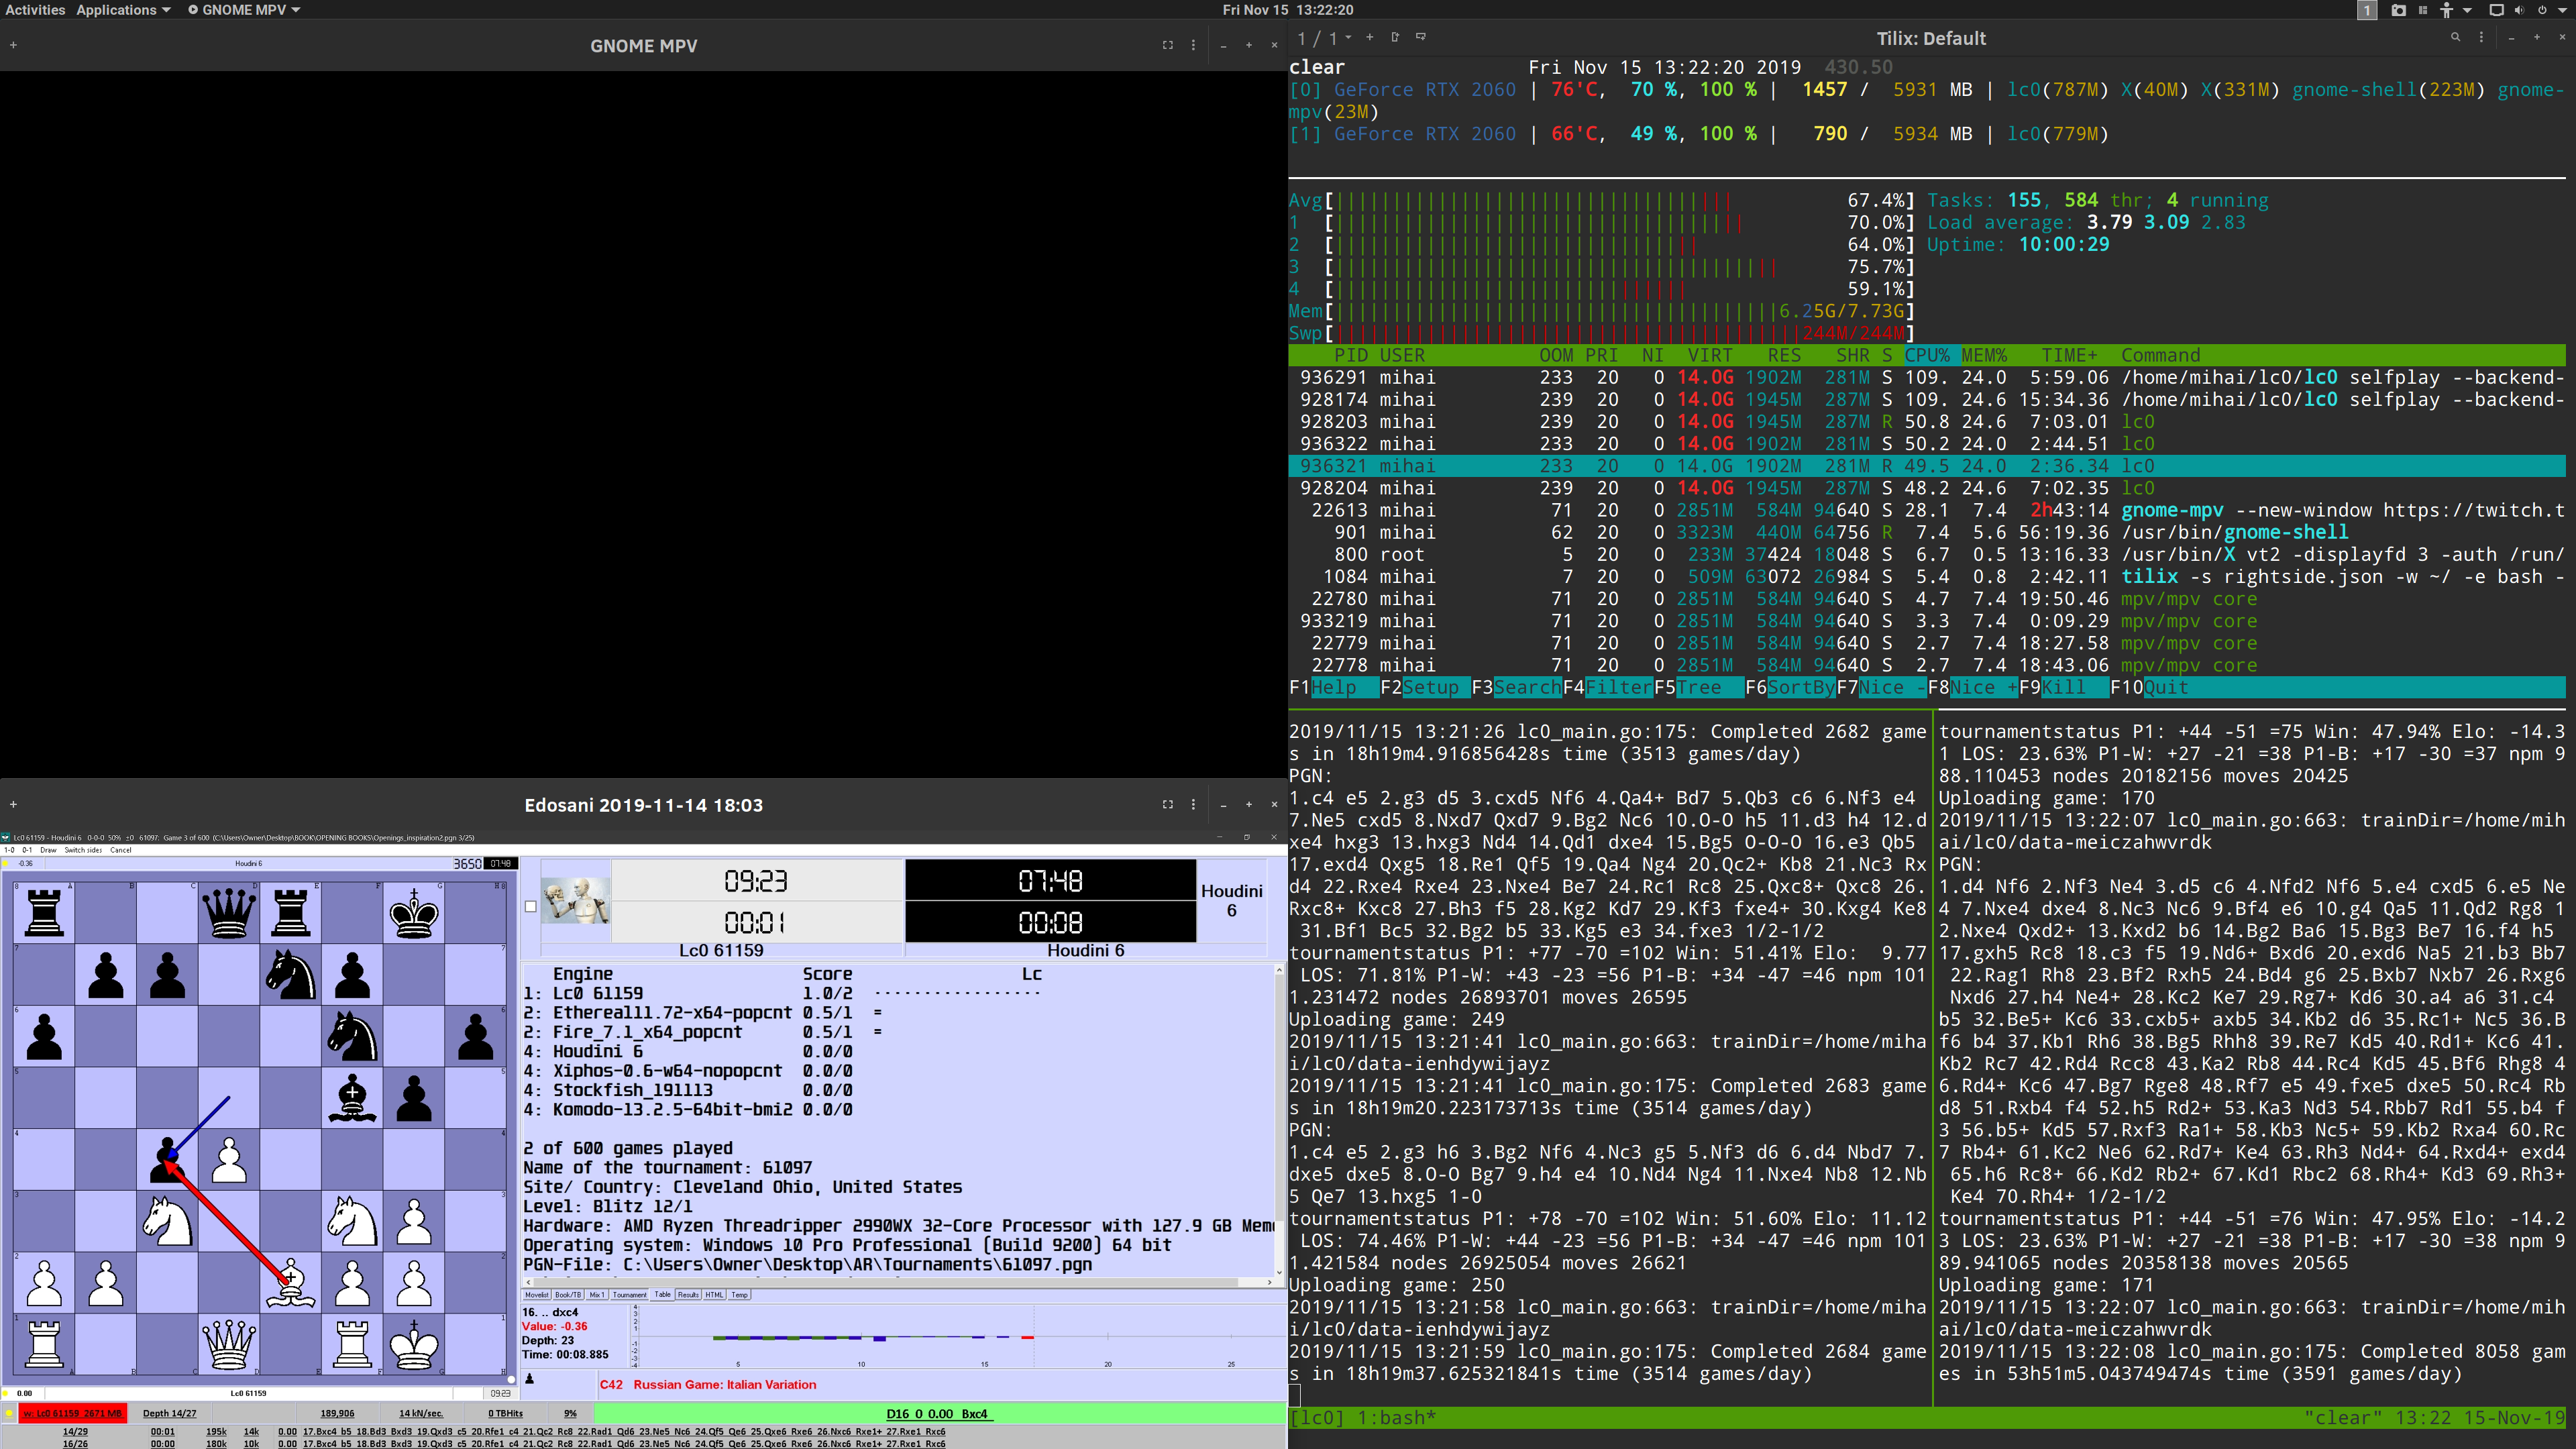 Activities Applications GNOME MPV Fri Nov 15 13:22:20 1
GNOME MPV
1 / 1 Tilix: Default
clear Fri Nov 15 13:22:20 2019 430.50
[0] GeForce RTX 2060 | 76'C, 70 %, 100 % | 1457 / 5931 MB | lc0(787M) X(40M) X(331M) gnome-shell(223M) gnome-
mpv(23M)
[1] GeForce RTX 2060 | 66'C, 49 %, 100 % | 790 / 5934 MB | lc0(779M)
Avg[ 67.4%] Tasks: 155, 584 thr; 4 running
1 [ 70.0%] Load average: 3.79 3.09 2.83
2 [ 64.0%] Uptime: 10:00:29
3 [ 75.7%]
4 [ 59.1%]
Mem[ 6.25G/7.73G]
Swp[ 244M/244M]
PID USER OOM PRI NI VIRT RES SHR S CPU% MEM% TIME+ Command
936291 mihai 233 20 0 14.0G 1902M 281M S 109. 24.0 5:59.06 /home/mihai/lc0/lc0 selfplay --backend-
928174 mihai 239 20 0 14.0G 1945M 287M S 109. 24.6 15:34.36 /home/mihai/lc0/lc0 selfplay --backend-
928203 mihai 239 20 0 14.0G 1945M 287M R 50.8 24.6 7:03.01 lc0
936322 mihai 233 20 0 14.0G 1902M 281M S 50.2 24.0 2:44.51 lc0
936321 mihai 233 20 0 14.0G 1902M 281M R 49.5 24.0 2:36.34 lc0
928204 mihai 239 20 0 14.0G 1945M 287M S 48.2 24.6 7:02.35 lc0
22613 mihai 71 20 0 2851M 584M 94640 S 28.1 7.4 2h43:14 gnome-mpv --new-window https://twitch.t
901 mihai 62 20 0 3323M 440M 64756 R 7.4 5.6 56:19.36 /usr/bin/gnome-shell
800 root 5 20 0 233M 37424 18048 S 6.7 0.5 13:16.33 /usr/bin/X vt2 -displayfd 3 -auth /run/
1084 mihai 7 20 0 509M 63072 26984 S 5.4 0.8 2:42.11 tilix -s rightside.json -w ~/ -e bash -
22780 mihai 71 20 0 2851M 584M 94640 S 4.7 7.4 19:50.46 mpv/mpv core
933219 mihai 71 20 0 2851M 584M 94640 S 3.3 7.4 0:09.29 mpv/mpv core
22779 mihai 71 20 0 2851M 584M 94640 S 2.7 7.4 18:27.58 mpv/mpv core
22778 mihai 71 20 0 2851M 584M 94640 S 2.7 7.4 18:43.06 mpv/mpv core
F1Help F2Setup F3SearchF4FilterF5Tree F6SortByF7Nice -F8Nice +F9Kill F10Quit
2019/11/15 13:21:26 lc0_main.go:175: Completed 2682 game
s in 18h19m4.916856428s time (3513 games/day)
PGN:
1.c4 e5 2.g3 d5 3.cxd5 Nf6 4.Qa4+ Bd7 5.Qb3 c6 6.Nf3 e4
7.Ne5 cxd5 8.Nxd7 Qxd7 9.Bg2 Nc6 10.O-O h5 11.d3 h4 12.d
xe4 hxg3 13.hxg3 Nd4 14.Qd1 dxe4 15.Bg5 O-O-O 16.e3 Qb5
17.exd4 Qxg5 18.Re1 Qf5 19.Qa4 Ng4 20.Qc2+ Kb8 21.Nc3 Rx
d4 22.Rxe4 Rxe4 23.Nxe4 Be7 24.Rc1 Rc8 25.Qxc8+ Qxc8 26.
Rxc8+ Kxc8 27.Bh3 f5 28.Kg2 Kd7 29.Kf3 fxe4+ 30.Kxg4 Ke8
31.Bf1 Bc5 32.Bg2 b5 33.Kg5 e3 34.fxe3 1/2-1/2
tournamentstatus P1: +77 -70 =102 Win: 51.41% Elo: 9.77
LOS: 71.81% P1-W: +43 -23 =56 P1-B: +34 -47 =46 npm 101
1.231472 nodes 26893701 moves 26595
Uploading game: 249
2019/11/15 13:21:41 lc0_main.go:663: trainDir=/home/miha
i/lc0/data-ienhdywijayz
2019/11/15 13:21:41 lc0_main.go:175: Completed 2683 game
s in 18h19m20.223173713s time (3514 games/day)
PGN:
1.c4 e5 2.g3 h6 3.Bg2 Nf6 4.Nc3 g5 5.Nf3 d6 6.d4 Nbd7 7.
dxe5 dxe5 8.O-O Bg7 9.h4 e4 10.Nd4 Ng4 11.Nxe4 Nb8 12.Nb
5 Qe7 13.hxg5 1-0
tournamentstatus P1: +78 -70 =102 Win: 51.60% Elo: 11.12
LOS: 74.46% P1-W: +44 -23 =56 P1-B: +34 -47 =46 npm 101
1.421584 nodes 26925054 moves 26621
Uploading game: 250
2019/11/15 13:21:58 lc0_main.go:663: trainDir=/home/miha
i/lc0/data-ienhdywijayz
2019/11/15 13:21:59 lc0_main.go:175: Completed 2684 game
s in 18h19m37.625321841s time (3514 games/day)
tournamentstatus P1: +44 -51 =75 Win: 47.94% Elo: -14.3
1 LOS: 23.63% P1-W: +27 -21 =38 P1-B: +17 -30 =37 npm 9
88.110453 nodes 20182156 moves 20425
Uploading game: 170
2019/11/15 13:22:07 lc0_main.go:663: trainDir=/home/mih
ai/lc0/data-meiczahwvrdk
PGN:
1.d4 Nf6 2.Nf3 Ne4 3.d5 c6 4.Nfd2 Nf6 5.e4 cxd5 6.e5 Ne
4 7.Nxe4 dxe4 8.Nc3 Nc6 9.Bf4 e6 10.g4 Qa5 11.Qd2 Rg8 1
2.Nxe4 Qxd2+ 13.Kxd2 b6 14.Bg2 Ba6 15.Bg3 Be7 16.f4 h5
17.gxh5 Rc8 18.c3 f5 19.Nd6+ Bxd6 20.exd6 Na5 21.b3 Bb7
22.Rag1 Rh8 23.Bf2 Rxh5 24.Bd4 g6 25.Bxb7 Nxb7 26.Rxg6
Nxd6 27.h4 Ne4+ 28.Kc2 Ke7 29.Rg7+ Kd6 30.a4 a6 31.c4
b5 32.Be5+ Kc6 33.cxb5+ axb5 34.Kb2 d6 35.Rc1+ Nc5 36.B
f6 b4 37.Kb1 Rh6 38.Bg5 Rhh8 39.Re7 Kd5 40.Rd1+ Kc6 41.
Kb2 Rc7 42.Rd4 Rcc8 43.Ka2 Rb8 44.Rc4 Kd5 45.Bf6 Rhg8 4
6.Rd4+ Kc6 47.Bg7 Rge8 48.Rf7 e5 49.fxe5 dxe5 50.Rc4 Rb
d8 51.Rxb4 f4 52.h5 Rd2+ 53.Ka3 Nd3 54.Rbb7 Rd1 55.b4 f
3 56.b5+ Kd5 57.Rxf3 Ra1+ 58.Kb3 Nc5+ 59.Kb2 Rxa4 60.Rc
7 Rb4+ 61.Kc2 Ne6 62.Rd7+ Ke4 63.Rh3 Nd4+ 64.Rxd4+ exd4
65.h6 Rc8+ 66.Kd2 Rb2+ 67.Kd1 Rbc2 68.Rh4+ Kd3 69.Rh3+
Ke4 70.Rh4+ 1/2-1/2
tournamentstatus P1: +44 -51 =76 Win: 47.95% Elo: -14.2
3 LOS: 23.63% P1-W: +27 -21 =38 P1-B: +17 -30 =38 npm 9
89.941065 nodes 20358138 moves 20565
Uploading game: 171
2019/11/15 13:22:07 lc0_main.go:663: trainDir=/home/mih
ai/lc0/data-meiczahwvrdk
2019/11/15 13:22:08 lc0_main.go:175: Completed 8058 gam
es in 53h51m5.043749474s time (3591 games/day)
[lc0] 1:bash* "clear" 13:22 15-Nov-19
Edosani 2019-11-14 18:03
Lc0 61159 - Houdini 6 0-0-0 50% ±0 61097: Game 3 of 600 (C:\Users\Owner\Desktop\BOOK\OPENING BOOKS\Openings_inspiration2.pgn 3/25)
1-0 0-1 Draw Switch sides Cancel
-0.36 Houdini 6 3650 07:48
09:23 07:48
00:01 00:08
Houdini
6
Lc0 61159 Houdini 6
Engine Score Lc
1: Lc0 61159 1.0/2 ------------------
2: Ethereal11.72-x64-popcnt 0.5/1 =
2: Fire_7.1_x64_popcnt 0.5/1 =
4: Houdini 6 0.0/0
4: Xiphos-0.6-w64-nopopcnt 0.0/0
4: Stockfish_191113 0.0/0
4: Komodo-13.2.5-64bit-bmi2 0.0/0
2 of 600 games played
Name of the tournament: 61097
Site/ Country: Cleveland Ohio, United States
Level: Blitz 12/1
Hardware: AMD Ryzen Threadripper 2990WX 32-Core Processor with 127.9 GB Mem
Operating system: Windows 10 Pro Professional (Build 9200) 64 bit
PGN-File: C:\Users\Owner\Desktop\AR\Tournaments\61097.pgn
Movelist Book/TB Mix 1 Tournament Table Results HTML Temp
16. .. dxc4
Value: -0.36
Depth: 23
Time: 00:08.885
5 10 15 20 25
C42 Russian Game: Italian Variation
0.00 Lc0 61159 09:23
w: Lc0 61159, 2671 MB Depth 14/27 189,906 14 kN/sec. 0 TBHits 9% D16 0 0.00 Bxc4
14/29 00:01 195k 14k 0.00 17.Bxc4 b5 18.Bd3 Bxd3 19.Qxd3 c5 20.Rfe1 c4 21.Qc2 Rc8 22.Rad1 Qd6 23.Ne5 Nc6 24.Qf5 Qe6 25.Qxe6 Rxe6 26.Nxc6 Rxe1+ 27.Rxe1 Rxc6
16/26 00:00 180k 10k 0.00 17.Bxc4 b5 18.Bd3 Bxd3 19.Qxd3 c5 20.Rfe1 c4 21.Qc2 Rc8 22.Rad1 Qd6 23.Ne5 Nc6 24.Qf5 Qe6 25.Qxe6 Rxe6 26.Nxc6 Rxe1+ 27.Rxe1 Rxc6